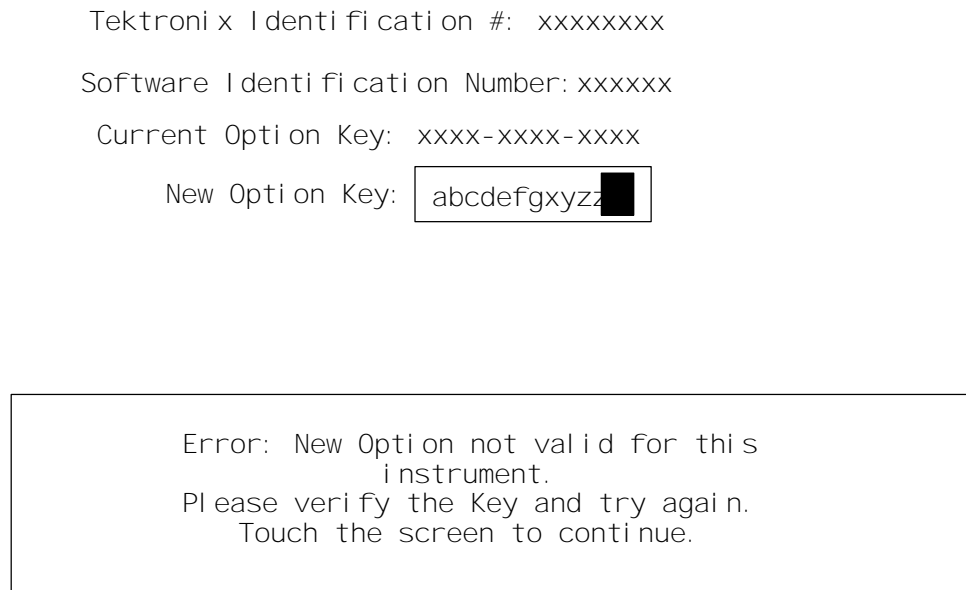 Tektronix Identification #: xxxxxxxx
Software Identification Number: xxxxxx
Current Option Key: xxxx-xxxx-xxxx
New Option Key: abcdefgxyzz
Error: New Option not valid for this
instrument.
Please verify the Key and try again.
Touch the screen to continue.